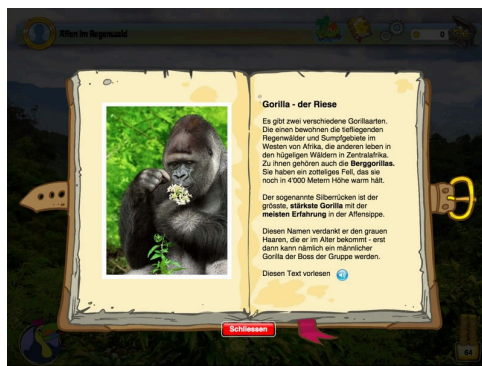 Affen im Regenwald
0
Gorilla - der Riese
Es gibt zwei verschiedene Gorillaarten.
Die einen bewohnen die tiefliegenden
Regenwälder und Sumpfgebiete im
Westen von Afrika, die anderen leben in
den hügeligen Wäldern in Zentralafrika.
Zu ihnen gehören auch die Berggorillas.
Sie haben ein zotteliges Fell, das sie
noch in 4'000 Metern Höhe warm hält.
Der sogenannte Silberrücken ist der
grösste, stärkste Gorilla mit der
meisten Erfahrung in der Affensippe.
Diesen Namen verdankt er den grauen
Haaren, die er im Alter bekommt - erst
dann kann nämlich ein männlicher
Gorilla der Boss der Gruppe werden.
Diesen Text vorlesen
Schliessen
64